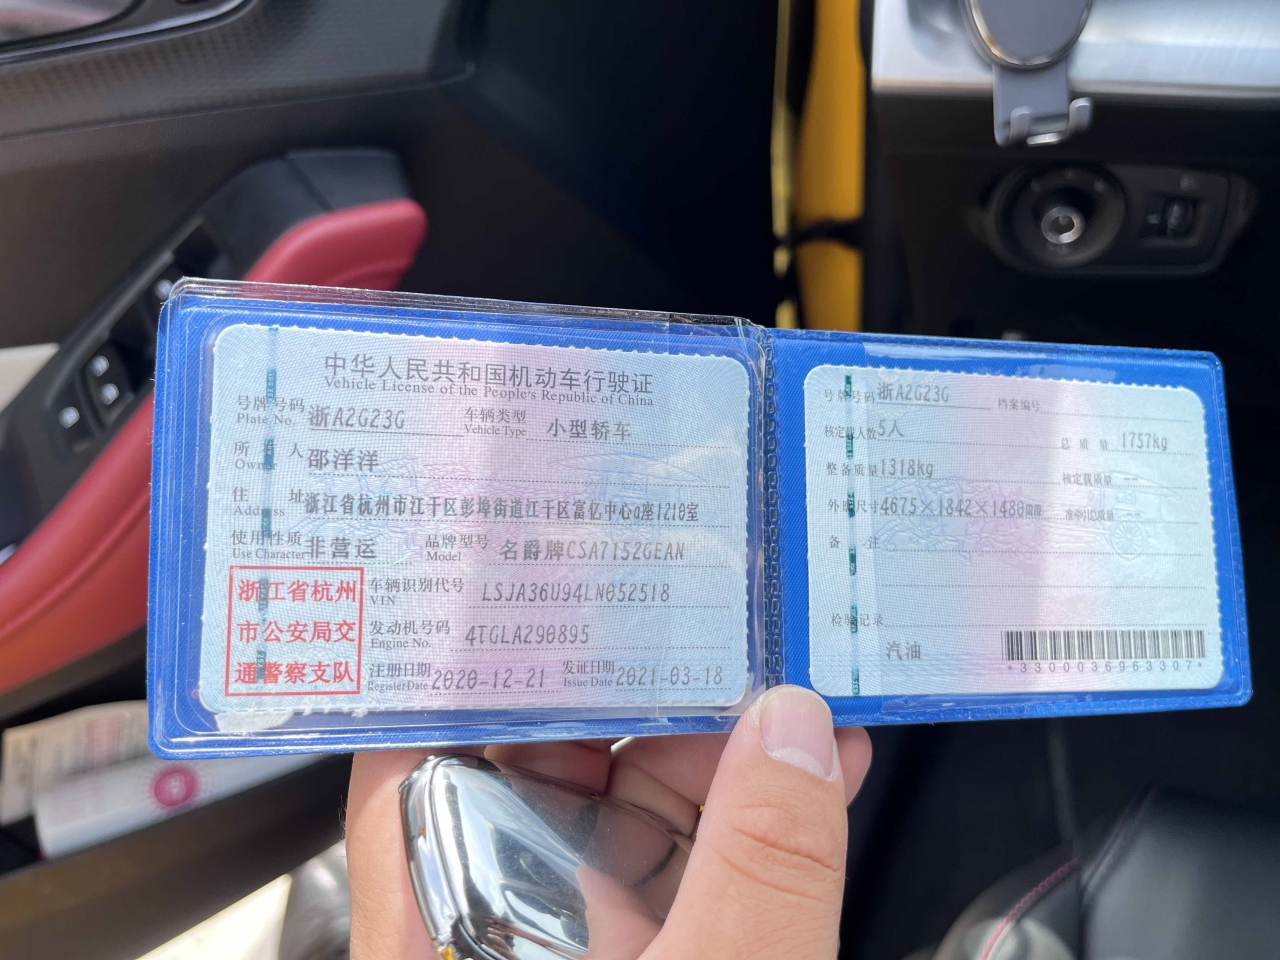 中华人民共和国机动车行驶证
Vehicle License of the People's Republic of China
号牌号码 浙A2G23G 车辆类型 小型轿车
Plate No. Vehicle Type
所有人 邵洋洋
Owner
住址 浙江省杭州市江干区彭埠街道江干区富亿中心a座1210室
Address
使用性质 非营运 品牌型号 名爵牌CSA7152GEAN
Use Character Model
浙江省杭州
市公安局交
通警察支队
车辆识别代号 LSJA36U94LN052518
VIN
发动机号码 4TGLA290895
Engine No.
注册日期 2020-12-21 发证日期 2021-03-18
Register Date Issue Date
号牌号码 浙A2G23G 档案编号
核定载人数 5人 总质量 1757kg
整备质量 1318kg 核定载质量 --
外廓尺寸 4675×1842×1480mm 准牵引总质量 --
备注
检验记录
汽油
*3300036963307*